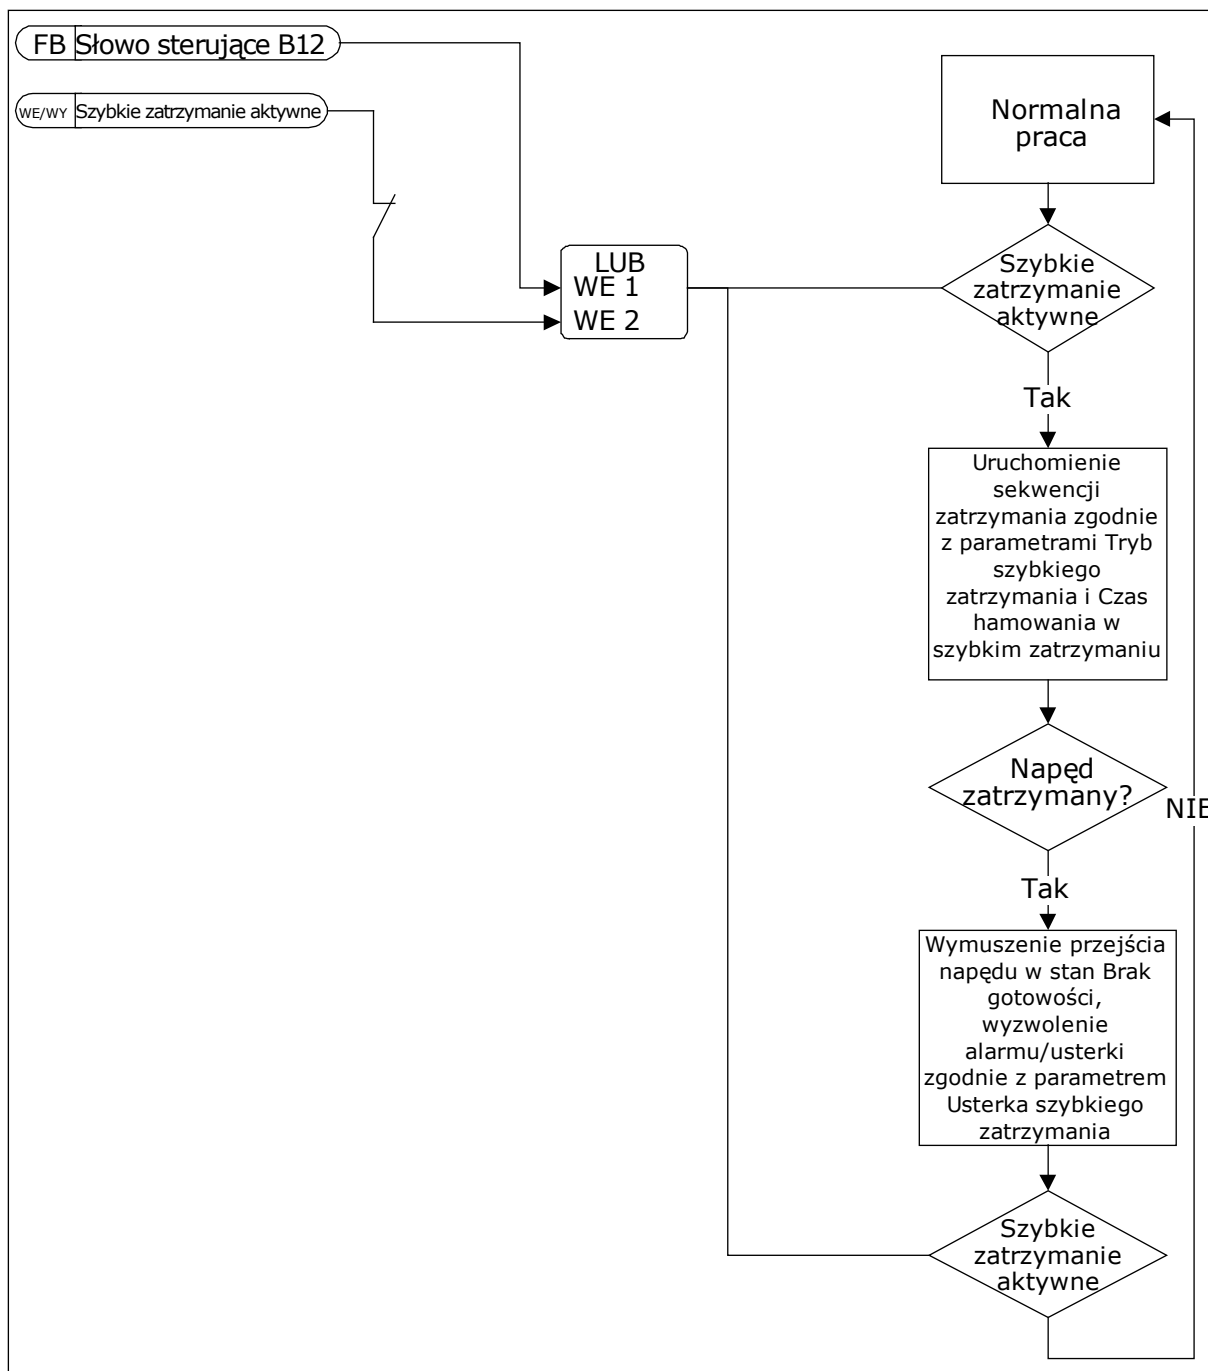 FB Słowo sterujące B12
WE/WY Szybkie zatrzymanie aktywne
LUB
WE 1
WE 2
Normalna
praca
Szybkie
zatrzymanie
aktywne
Tak
Uruchomienie
sekwencji
zatrzymania zgodnie
z parametrami Tryb
szybkiego
zatrzymania i Czas
hamowania w
szybkim zatrzymaniu
Napęd
zatrzymany?
NIE
Tak
Wymuszenie przejścia
napędu w stan Brak
gotowości,
wyzwolenie
alarmu/usterki
zgodnie z parametrem
Usterka szybkiego
zatrzymania
Szybkie
zatrzymanie
aktywne